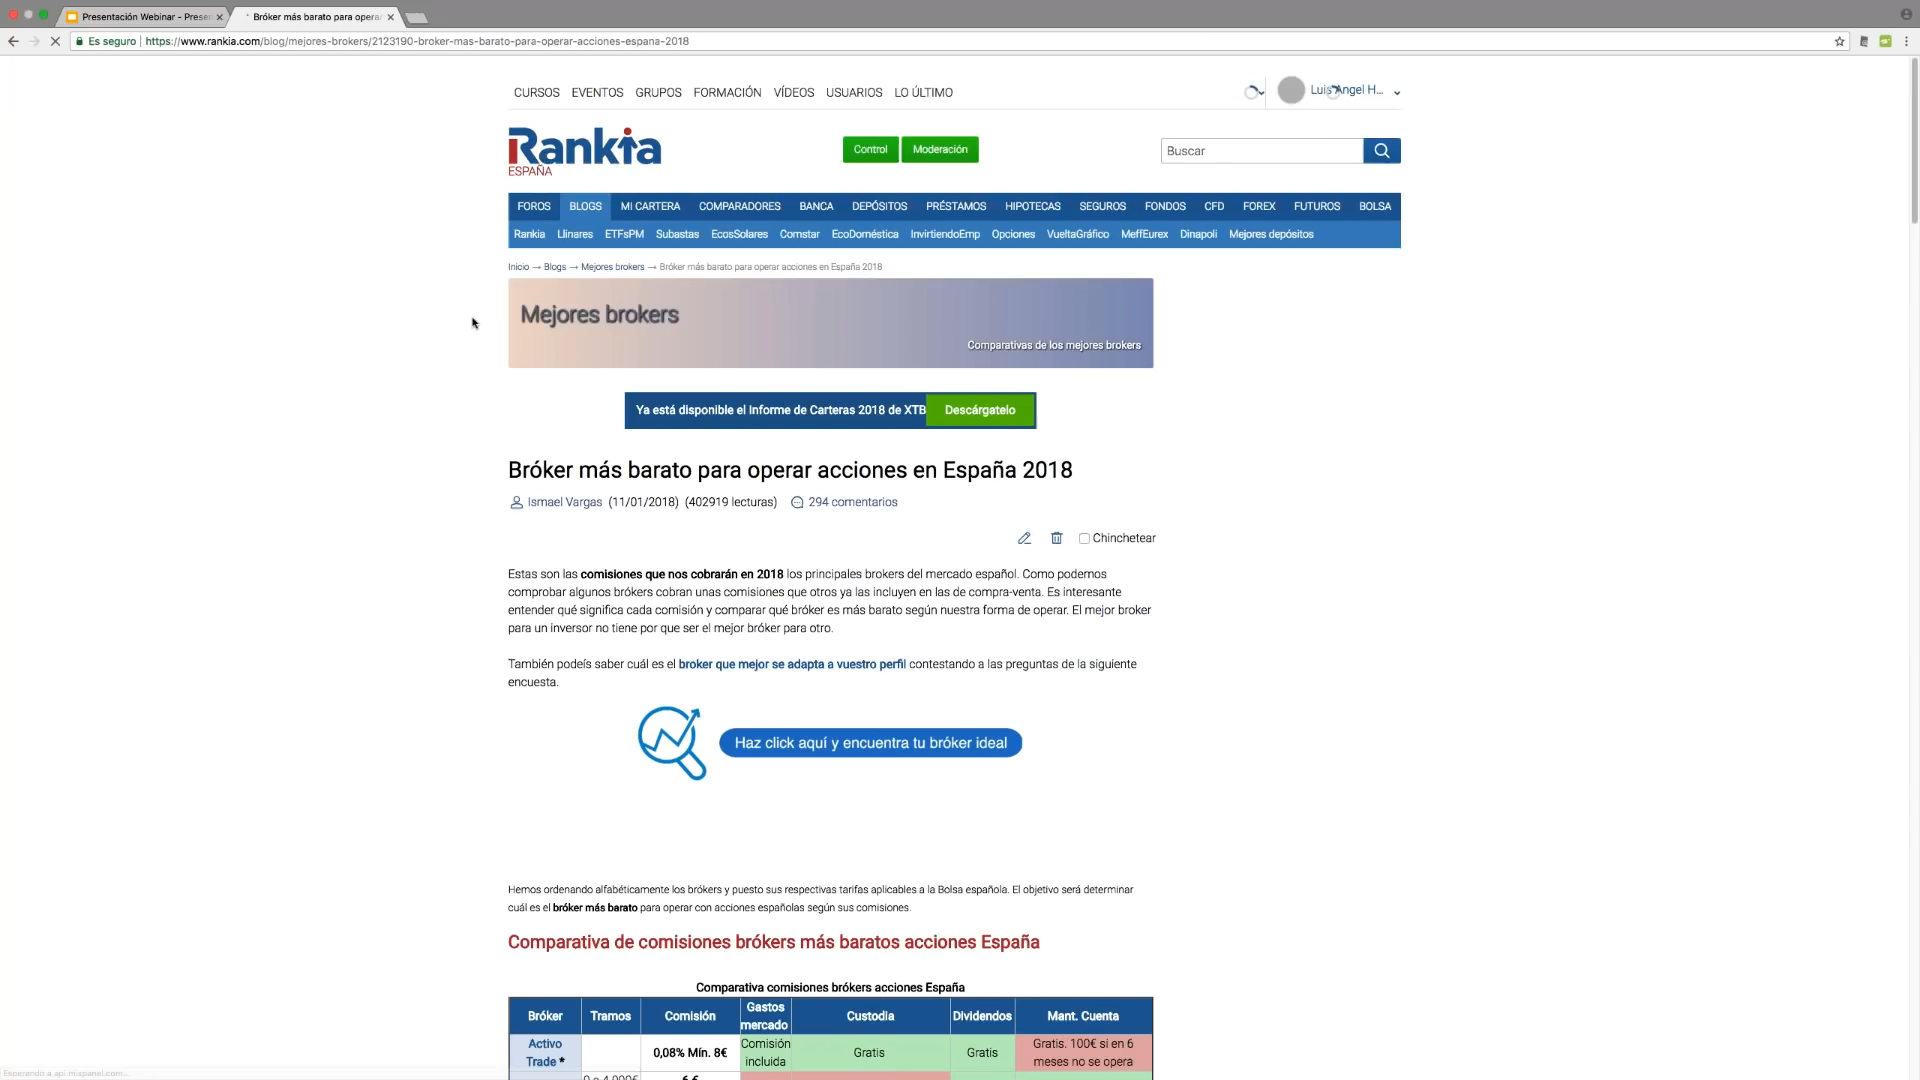 Presentación Webinar - Presen
Bróker más barato para operar
Es seguro
https://www.rankia.com/blog/mejores-brokers/2123190-broker-mas-barato-para-operar-acciones-espana-2018
CURSOS EVENTOS GRUPOS FORMACIÓN VÍDEOS USUARIOS LO ÚLTIMO
Luis Angel H...
Rankia
ESPAÑA
Control
Moderación
Buscar
FOROS BLOGS MI CARTERA COMPARADORES BANCA DEPÓSITOS PRÉSTAMOS HIPOTECAS SEGUROS FONDOS CFD FOREX FUTUROS BOLSA
Rankia Llinares ETFsPM Subastas EcosSolares Comstar EcoDoméstica InvirtiendoEmp Opciones VueltaGráfico MeffEurex Dinapoli Mejores depósitos
Inicio → Blogs → Mejores brokers → Bróker más barato para operar acciones en España 2018
Mejores brokers
Comparativas de los mejores brokers
Ya está disponible el Informe de Carteras 2018 de XTB
Descárgatelo
Bróker más barato para operar acciones en España 2018
Ismael Vargas (11/01/2018) (402919 lecturas) 294 comentarios
Chinchetear
Estas son las comisiones que nos cobrarán en 2018 los principales brokers del mercado español. Como podemos
comprobar algunos brókers cobran unas comisiones que otros ya las incluyen en las de compra-venta. Es interesante
entender qué significa cada comisión y comparar qué bróker es más barato según nuestra forma de operar. El mejor broker
para un inversor no tiene por que ser el mejor bróker para otro.
También podeís saber cuál es el broker que mejor se adapta a vuestro perfil contestando a las preguntas de la siguiente
encuesta.
Haz click aquí y encuentra tu bróker ideal
Hemos ordenando alfabéticamente los brókers y puesto sus respectivas tarifas aplicables a la Bolsa española. El objetivo será determinar
cuál es el bróker más barato para operar con acciones españolas según sus comisiones.
Comparativa de comisiones brókers más baratos acciones España
Comparativa comisiones brókers acciones España
Bróker Tramos Comisión Gastos mercado Custodia Dividendos Mant. Cuenta
Activo Trade * 0,08% Mín. 8€ Comisión incluida Gratis Gratis Gratis. 100€ si en 6 meses no se opera
0 a 4.000€ 6 €
Esperando a api.mixpanel.com...